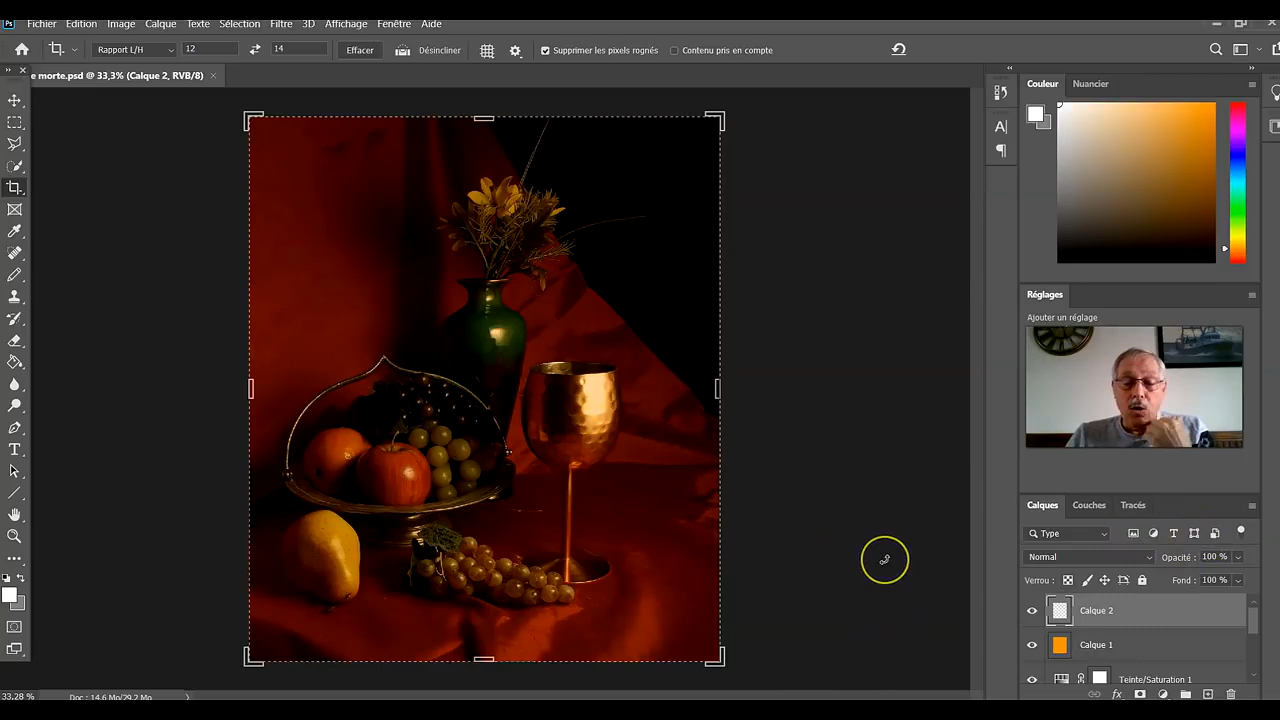 Ps Fichier Edition Image Calque Texte Sélection Filtre 3D Affichage Fenêtre Aide
Rapport L/H 12 14 Effacer Désincliner Supprimer les pixels rognés Contenu pris en compte
e morte.psd @ 33,3% (Calque 2, RVB/8) ×
Couleur Nuancier
Réglages
Ajouter un réglage
Calques Couches Tracés
Type
Normal Opacité : 100 %
Verrou : Fond : 100 %
Calque 2
Calque 1
Teinte/Saturation 1
33,28 % Doc : 14,6 Mo/29,2 Mo